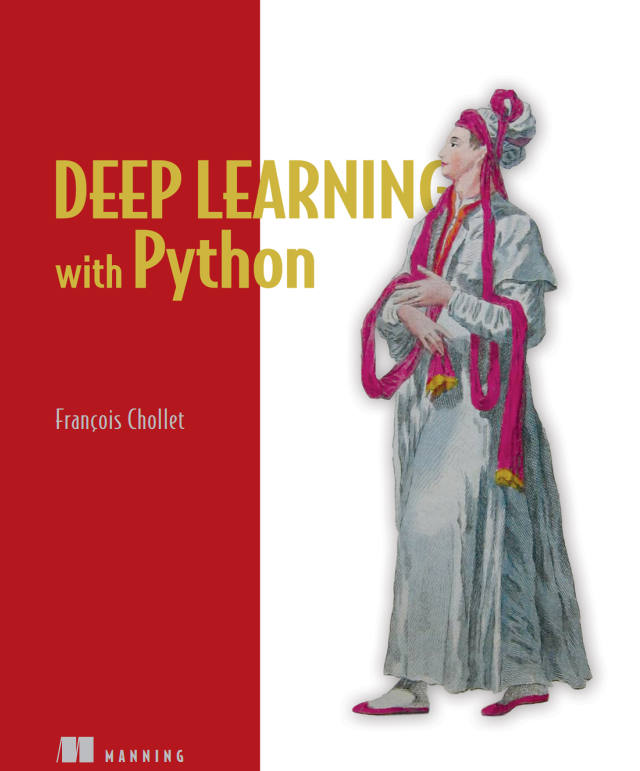 DEEP LEARNING
with Python
François Chollet
MANNING